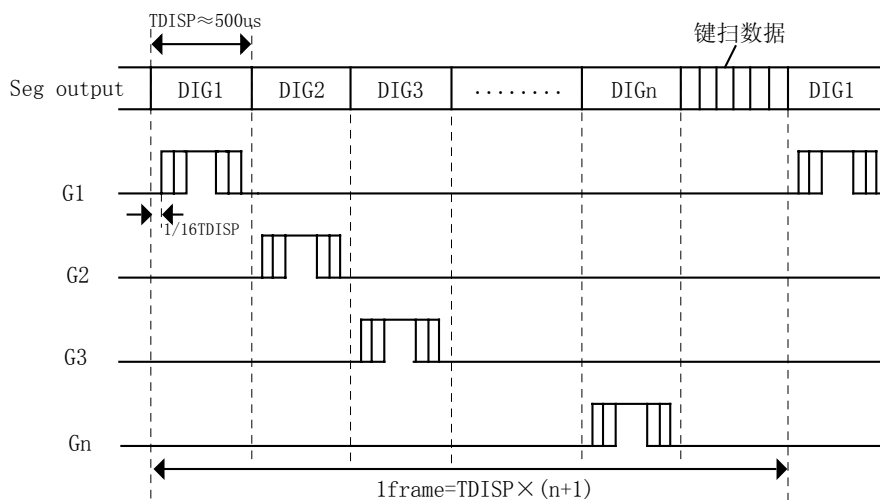 TDISP≈500us
键扫数据
Seg output DIG1 DIG2 DIG3 ········ DIGn DIG1
G1
1/16TDISP
G2
G3
Gn
1frame=TDISP×(n+1)